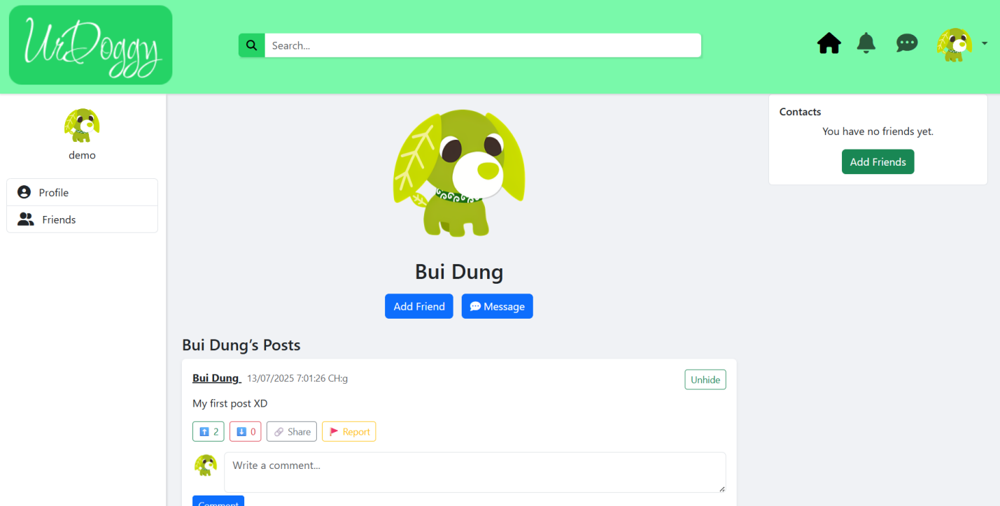 UrDoggy
Search...
demo
Profile
Friends
Bui Dung
Add Friend
Message
Bui Dung’s Posts
Bui Dung 13/07/2025 7:01:26 CH:g
Unhide
My first post XD
2
0
Share
Report
Write a comment...
Comment
Contacts
You have no friends yet.
Add Friends